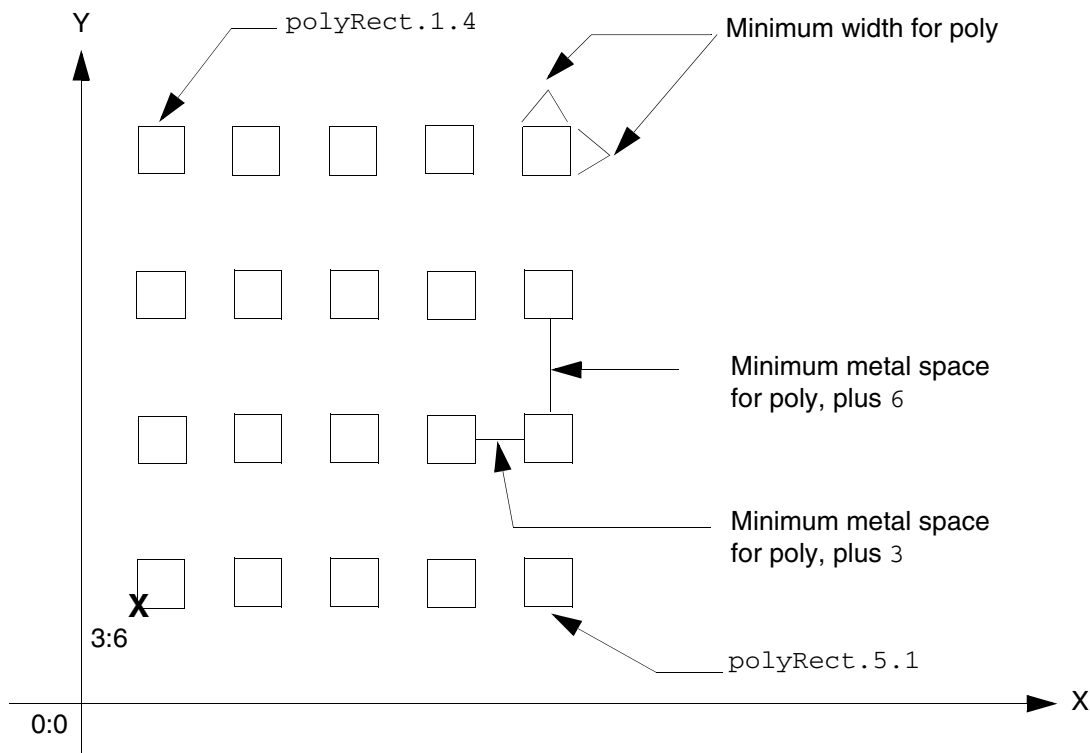 Y
polyRect.1.4
Minimum width for poly
Minimum metal space
for poly, plus 6
Minimum metal space
for poly, plus 3
X
3:6
polyRect.5.1
X
0:0